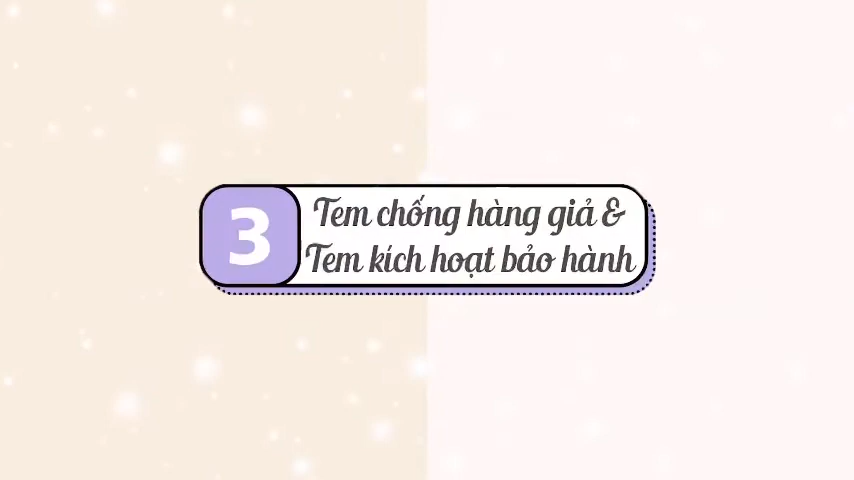 3
Tem chống hàng giả &
Tem kích hoạt bảo hành